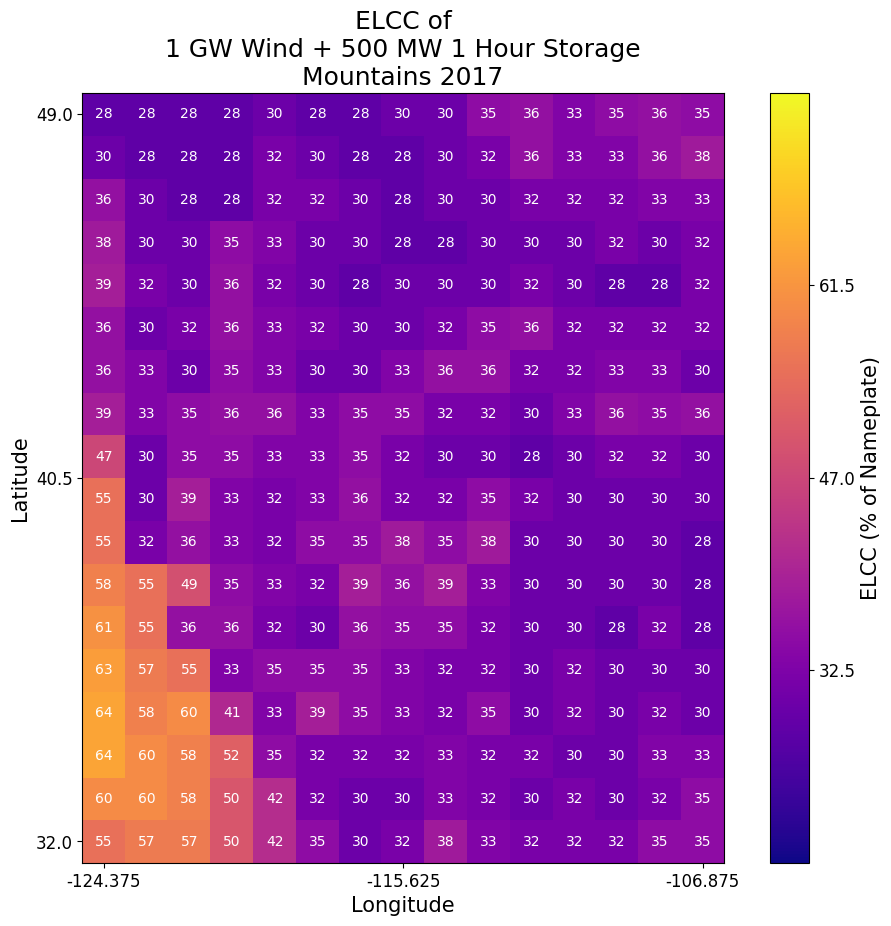 ELCC of
1 GW Wind + 500 MW 1 Hour Storage
Mountains 2017
49.0 28 28 28 28 30 28 28 30 30 35 36 33 35 36 35
30 28 28 28 32 30 28 28 30 32 36 33 33 36 38
36 30 28 28 32 32 30 28 30 30 32 32 32 33 33
38 30 30 35 33 30 30 28 28 30 30 30 32 30 32
39 32 30 36 32 30 28 30 30 30 32 30 28 28 32
61.5
36 30 32 36 33 32 30 30 32 35 36 32 32 32 32
36 33 30 35 33 30 30 33 36 36 32 32 33 33 30
39 33 35 36 36 33 35 35 32 32 30 33 36 35 36
47 30 35 35 33 33 35 32 30 30 28 30 32 32 30
40.5
47.0
55 30 39 33 32 33 36 32 32 35 32 30 30 30 30
55 32 36 33 32 35 35 38 35 38 30 30 30 30 28
58 55 49 35 33 32 39 36 39 33 30 30 30 30 28
61 55 36 36 32 30 36 35 35 32 30 30 28 32 28
63 57 55 33 35 35 35 33 32 32 30 32 30 30 30
32.5
64 58 60 41 33 39 35 33 32 35 30 32 30 32 30
64 60 58 52 35 32 32 32 33 32 32 30 30 33 33
60 60 58 50 42 32 30 30 33 32 30 32 30 32 35
32.0 55 57 57 50 42 35 30 32 38 33 32 32 32 35 35
-124.375 -115.625 -106.875
Longitude
Latitude
ELCC (% of Nameplate)